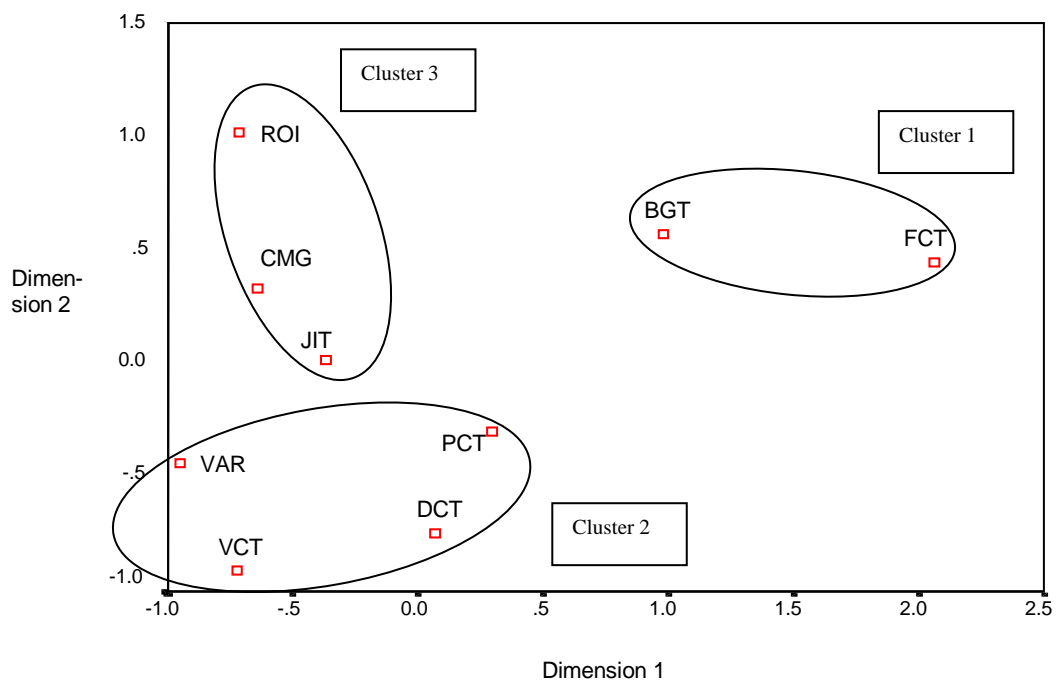 1.5
Cluster 3
1.0
ROI
Cluster 1
BGT
FCT
.5
CMG
Dimen-
sion 2
JIT
0.0
PCT
-.5
VAR
DCT
Cluster 2
VCT
-1.0
-1.0 -.5 0.0 .5 1.0 1.5 2.0 2.5
Dimension 1